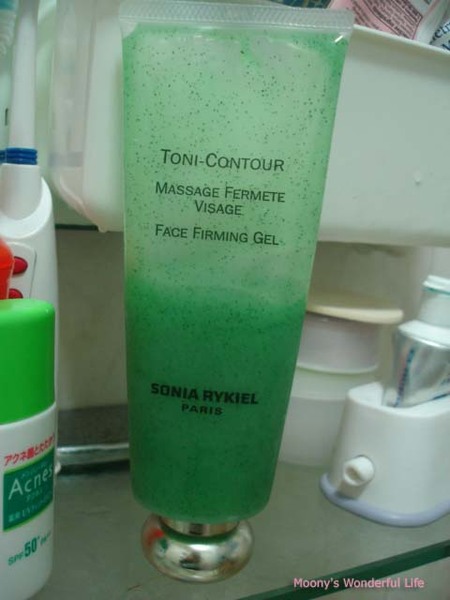 TONI-CONTOUR
MASSAGE FERMETE
VISAGE
FACE FIRMING GEL
SONIA RYKIEL
PARIS
Acnes
SPF50+
Moony's Wonderful Life